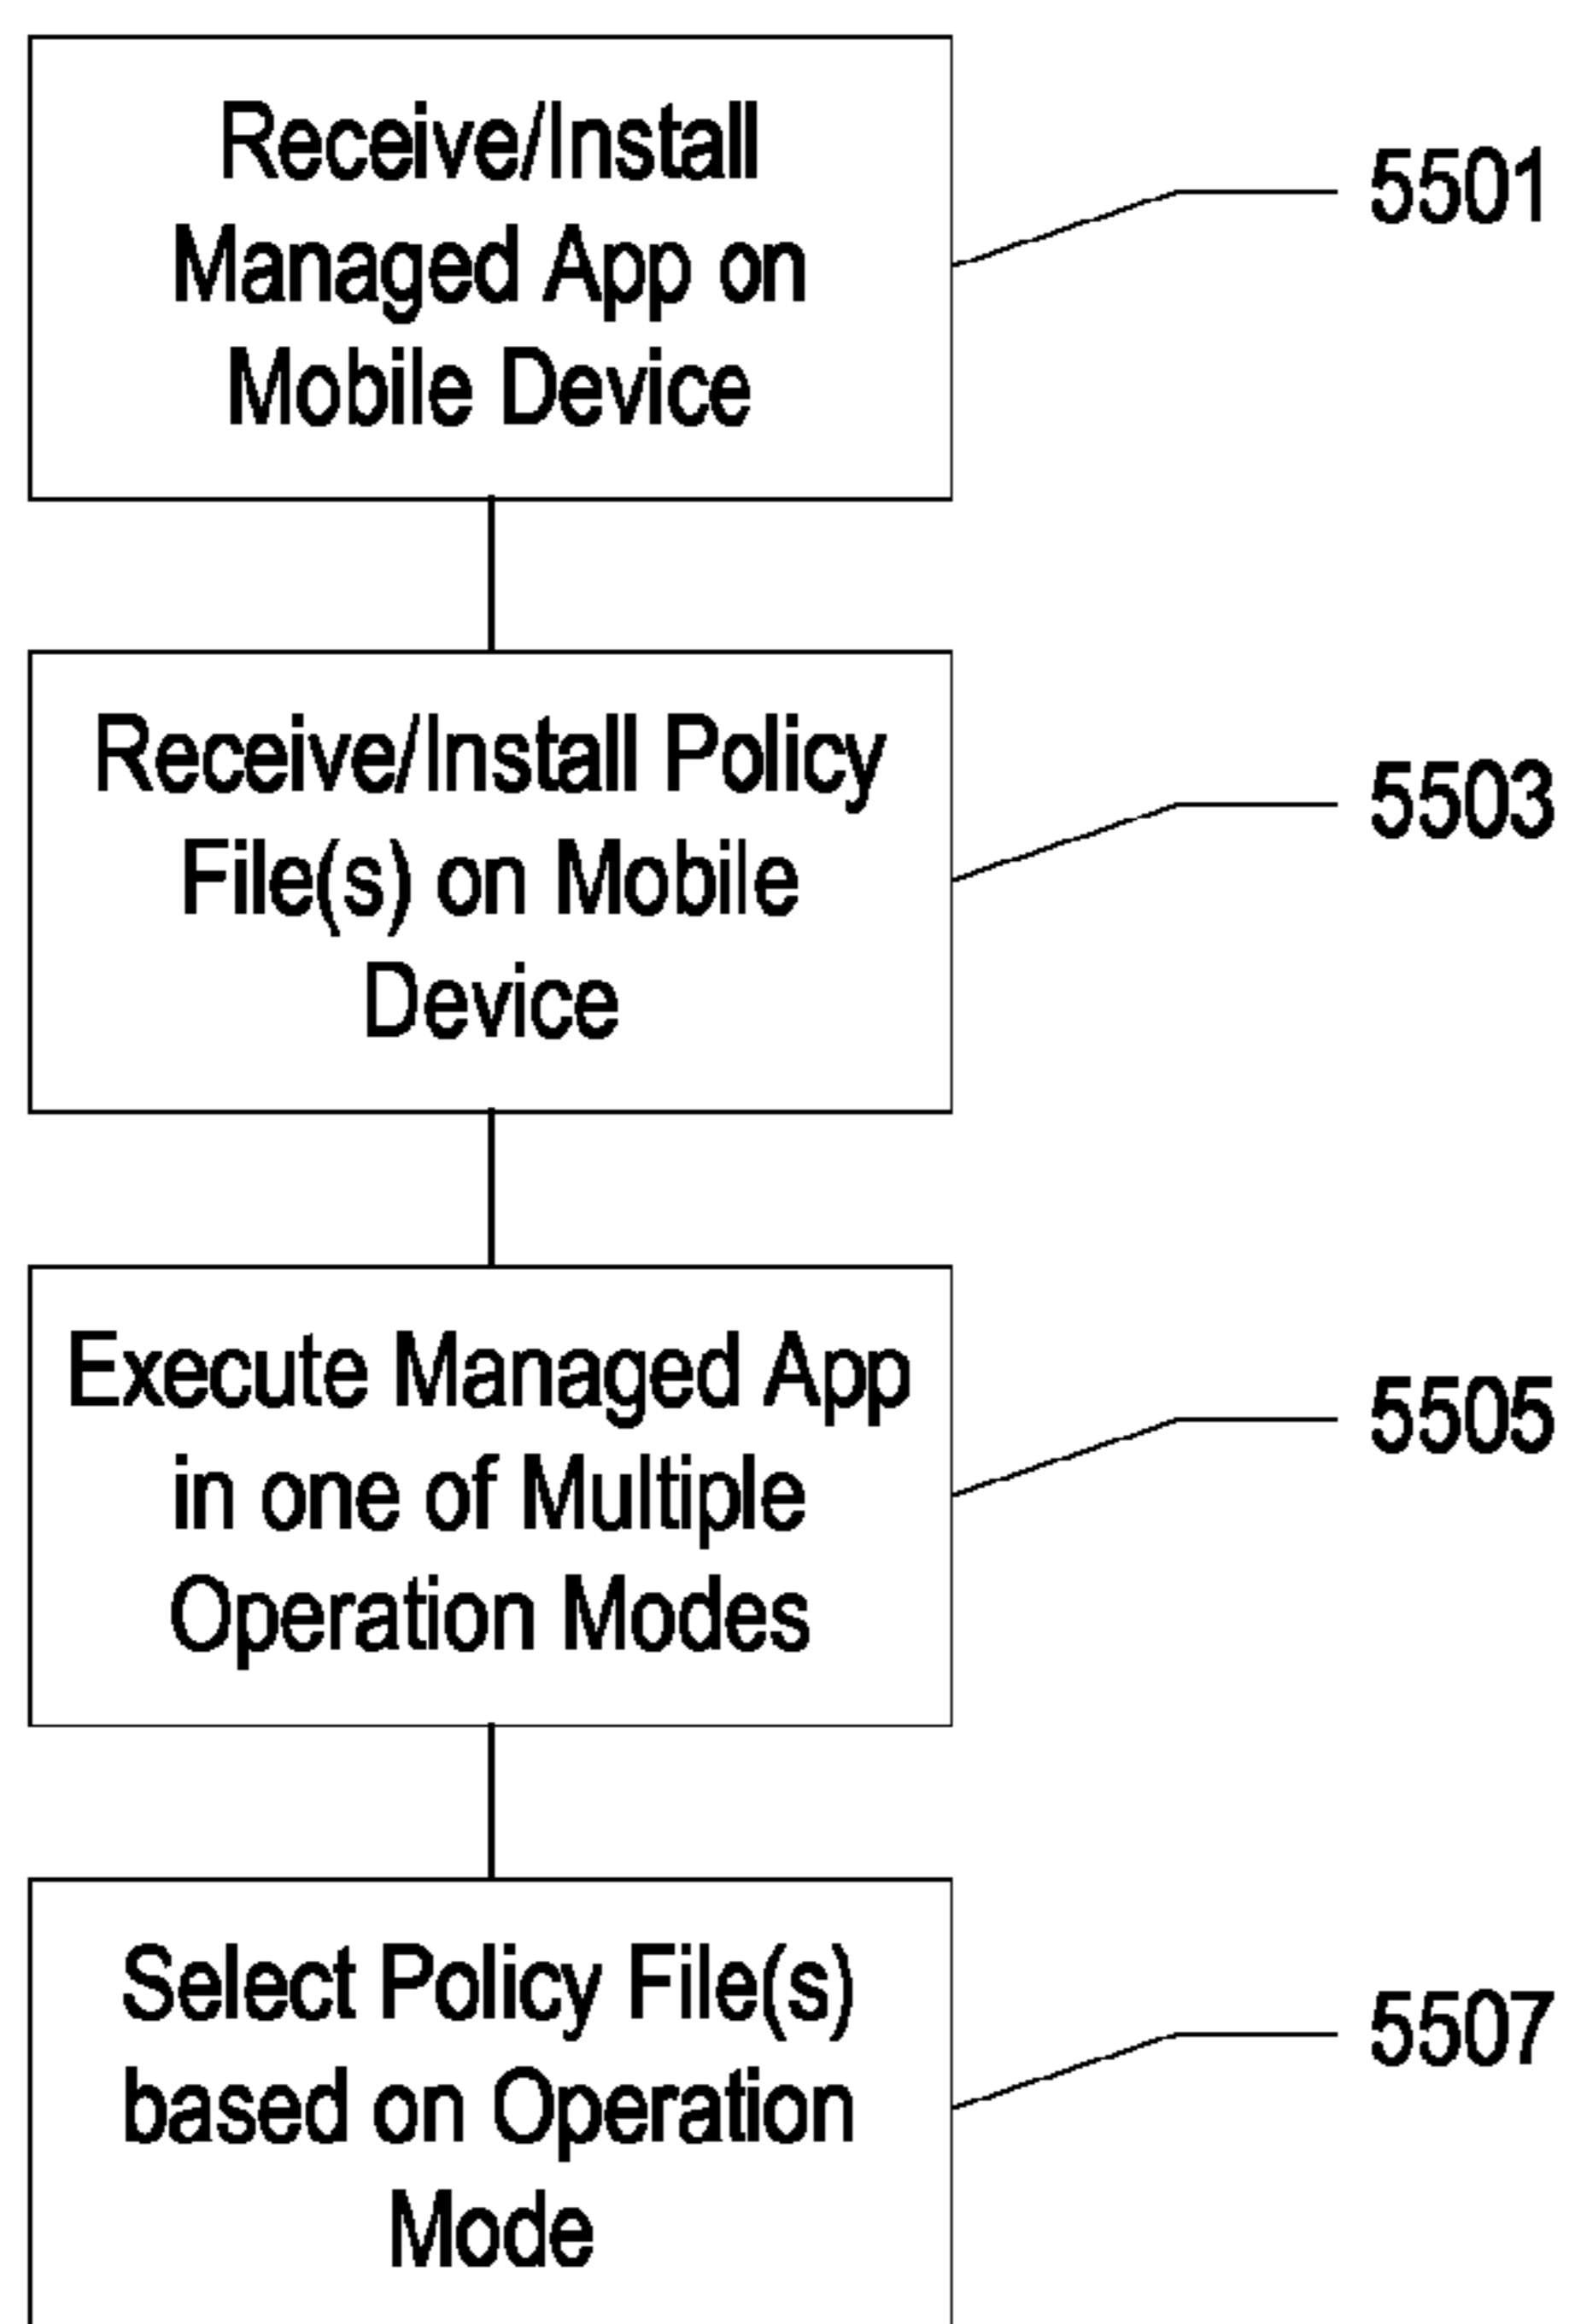 Receive/Install
Managed App on
Mobile Device
5501
Receive/Install Policy
File(s) on Mobile
Device
5503
Execute Managed App
in one of Multiple
Operation Modes
5505
Select Policy File(s)
based on Operation
Mode
5507